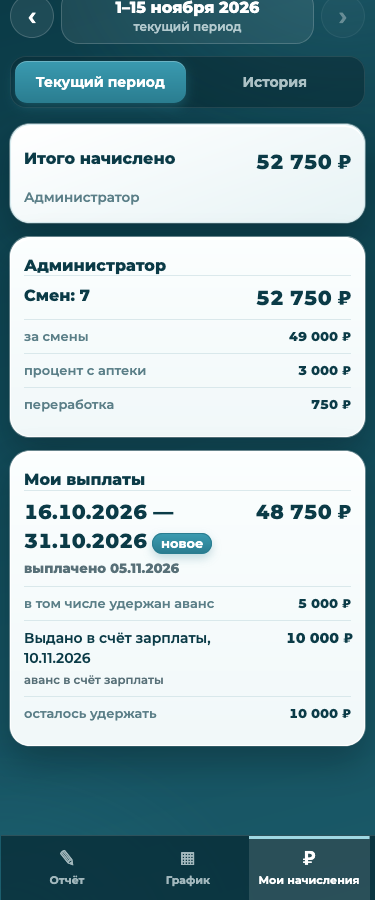 1–15 ноября 2026
текущий период
Текущий период
История
Итого начислено 52 750 ₽
Администратор
Администратор
Смен: 7 52 750 ₽
за смены 49 000 ₽
процент с аптеки 3 000 ₽
переработка 750 ₽
Мои выплаты
16.10.2026 — 48 750 ₽
31.10.2026 новое
выплачено 05.11.2026
в том числе удержан аванс 5 000 ₽
Выдано в счёт зарплаты, 10 000 ₽
10.11.2026
аванс в счёт зарплаты
осталось удержать 10 000 ₽
Отчёт
График
₽
Мои начисления